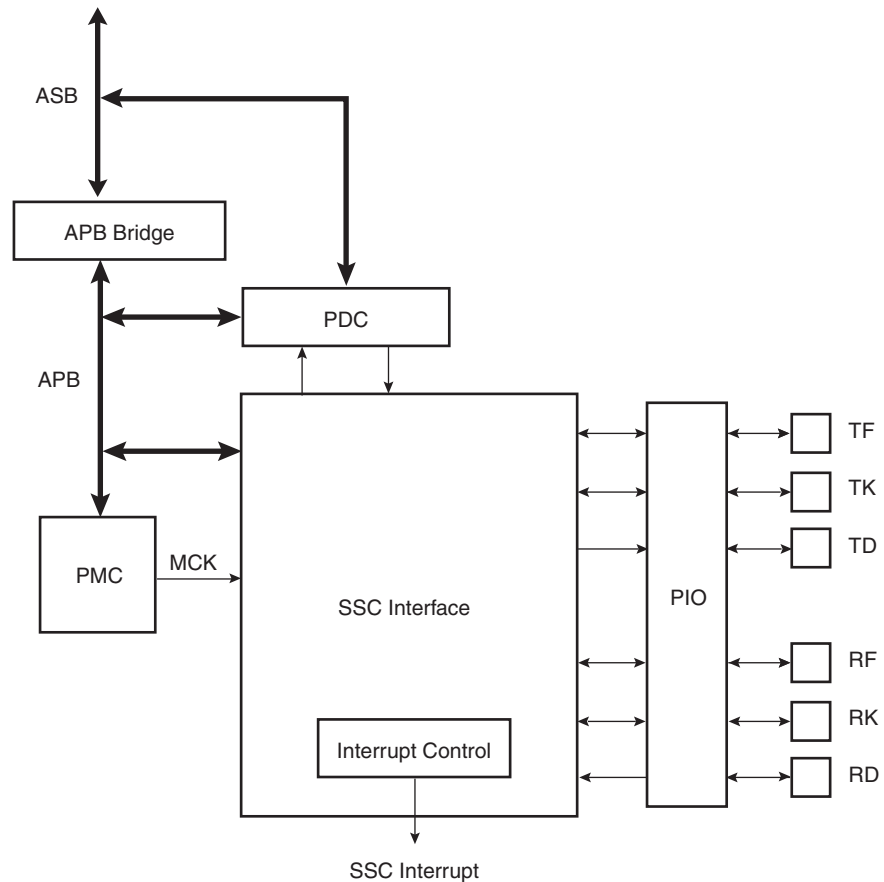 ASB
APB Bridge
PDC
APB
TF
TK
TD
MCK
PMC
PIO
SSC Interface
RF
RK
Interrupt Control
RD
SSC Interrupt